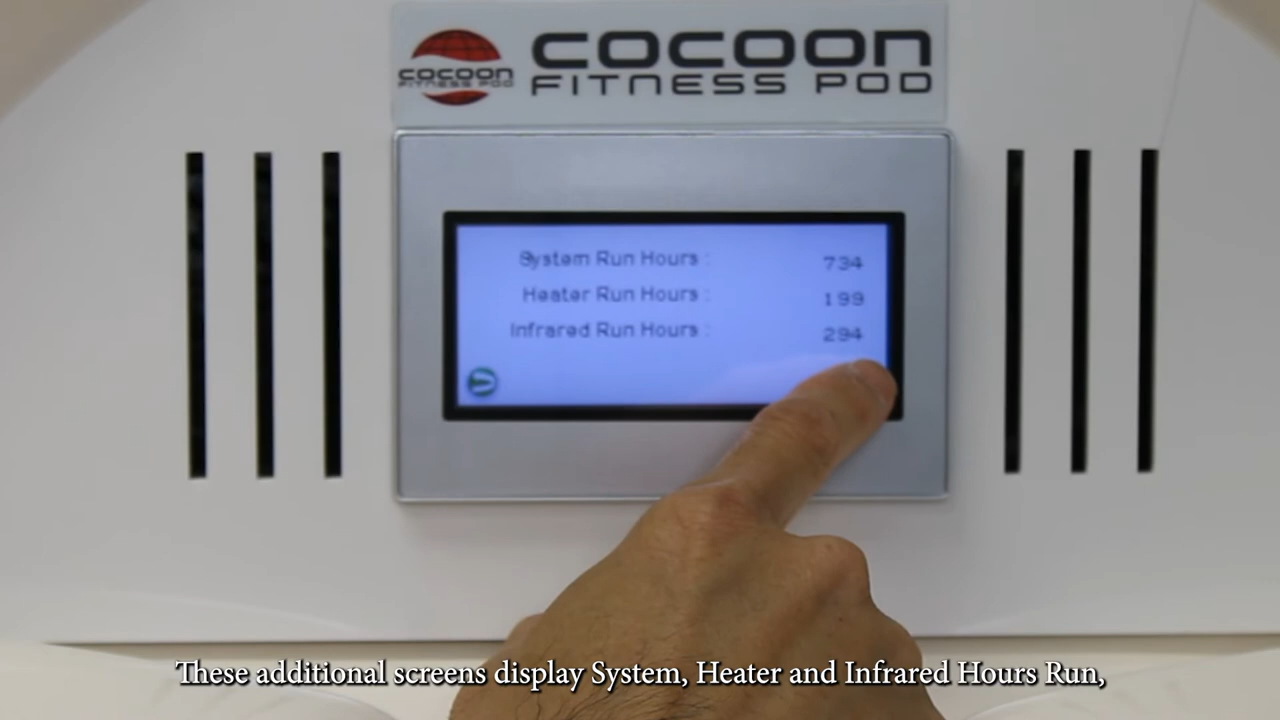 COCOON
FITNESS POD
COCOON
FITNESS POD
System Run Hours : 734
Heater Run Hours : 199
Infrared Run Hours : 294
These additional screens display System, Heater and Infrared Hours Run,